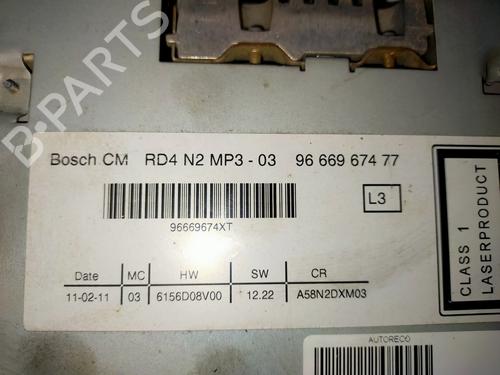 B-PARTS
Bosch CM RD4 N2 MP3 - 03 96 669 674 77
L3
96669674XT
CLASS 1
LASERPRODUCT
Date MC HW SW CR
11-02-11 03 6156D08V00 12.22 A58N2DXM03
AUTORECO